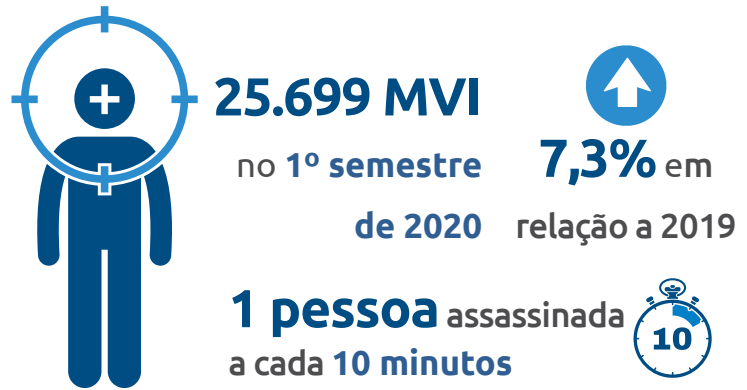 25.699 MVI
no 1º semestre
de 2020
7,3% em
relação a 2019
1 pessoa assassinada
a cada 10 minutos
10